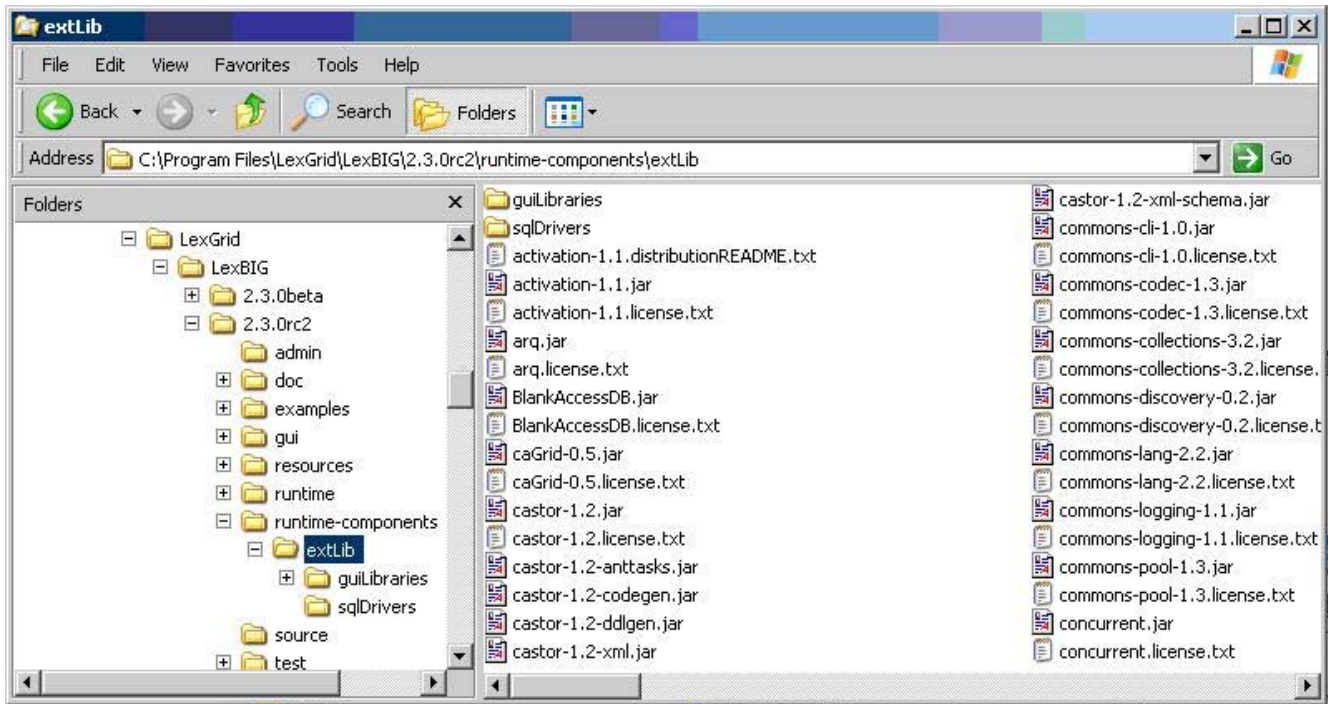 extLib
File Edit View Favorites Tools Help
Back Search Folders
Address C:\Program Files\LexGrid\LexBIG\2.3.0rc2\runtime-components\extLib Go
Folders
LexGrid
LexBIG
2.3.0beta
2.3.0rc2
admin
doc
examples
gui
resources
runtime
runtime-components
extLib
guiLibraries
sqlDrivers
source
test
guiLibraries
sqlDrivers
activation-1.1.distributionREADME.txt
activation-1.1.jar
activation-1.1.license.txt
arq.jar
arq.license.txt
BlankAccessDB.jar
BlankAccessDB.license.txt
caGrid-0.5.jar
caGrid-0.5.license.txt
castor-1.2.jar
castor-1.2.license.txt
castor-1.2-anttasks.jar
castor-1.2-codegen.jar
castor-1.2-ddlgen.jar
castor-1.2-xml.jar
castor-1.2-xml-schema.jar
commons-cli-1.0.jar
commons-cli-1.0.license.txt
commons-codec-1.3.jar
commons-codec-1.3.license.txt
commons-collections-3.2.jar
commons-collections-3.2.license.
commons-discovery-0.2.jar
commons-discovery-0.2.license.t
commons-lang-2.2.jar
commons-lang-2.2.license.txt
commons-logging-1.1.jar
commons-logging-1.1.license.txt
commons-pool-1.3.jar
commons-pool-1.3.license.txt
concurrent.jar
concurrent.license.txt